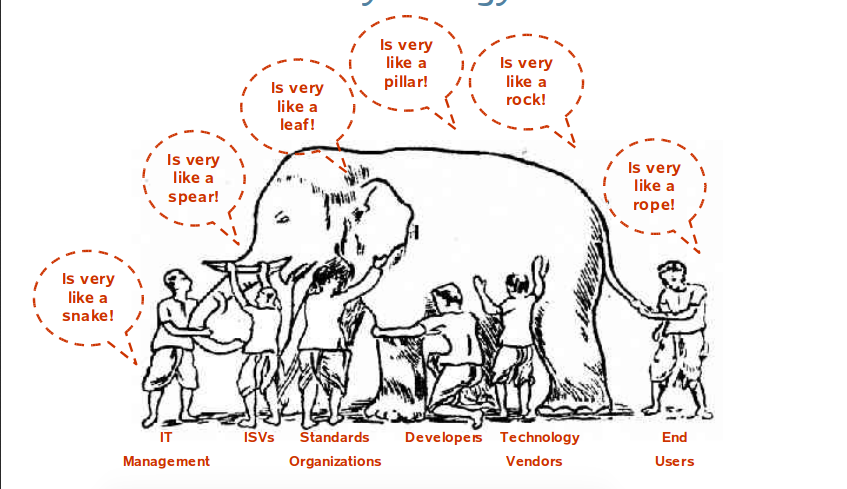 Is very
like a
pillar!
Is very
like a
rock!
Is very
like a
leaf!
Is very
like a
spear!
Is very
like a
rope!
Is very
like a
snake!
IT
Management
ISVs
Standards
Organizations
Developers
Technology
Vendors
End
Users